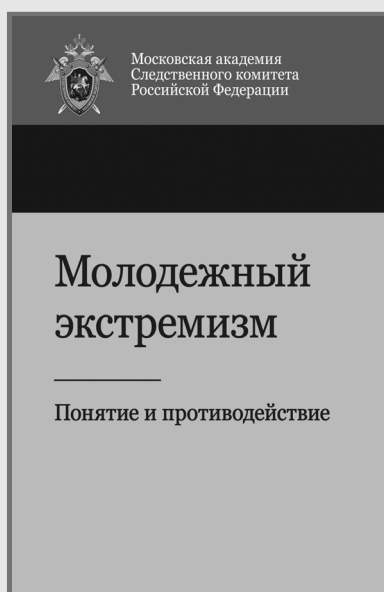 Московская академия
Следственного комитета
Российской Федерации
Молодежный
экстремизм
Понятие и противодействие